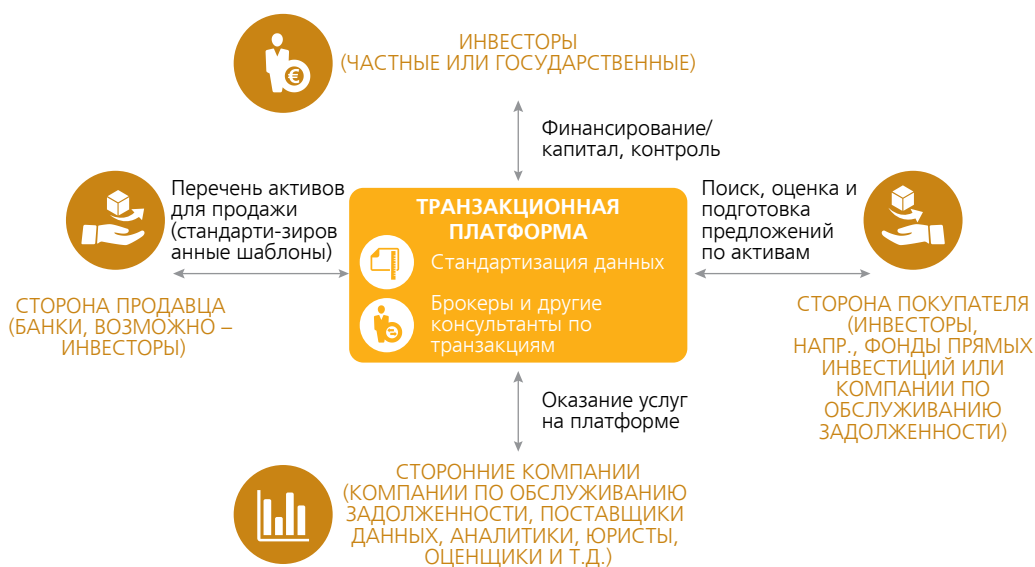 ИНВЕСТОРЫ
(ЧАСТНЫЕ ИЛИ ГОСУДАРСТВЕННЫЕ)
Финансирование/
капитал, контроль
Перечень активов
для продажи
(стандарти-зиров
анные шаблоны)
СТОРОНА ПРОДАВЦА
(БАНКИ, ВОЗМОЖНО –
ИНВЕСТОРЫ)
ТРАНЗАКЦИОННАЯ
ПЛАТФОРМА
Стандартизация данных
Брокеры и другие
консультанты по
транзакциям
Поиск, оценка и
подготовка
предложений
по активам
СТОРОНА ПОКУПАТЕЛЯ
(ИНВЕСТОРЫ,
НАПР., ФОНДЫ ПРЯМЫХ
ИНВЕСТИЦИЙ ИЛИ
КОМПАНИИ ПО
ОБСЛУЖИВАНИЮ
ЗАДОЛЖЕННОСТИ)
Оказание услуг
на платформе
СТОРОННИЕ КОМПАНИИ
(КОМПАНИИ ПО ОБСЛУЖИВАНИЮ
ЗАДОЛЖЕННОСТИ, ПОСТАВЩИКИ
ДАННЫХ, АНАЛИТИКИ, ЮРИСТЫ,
ОЦЕНЩИКИ И Т.Д.)